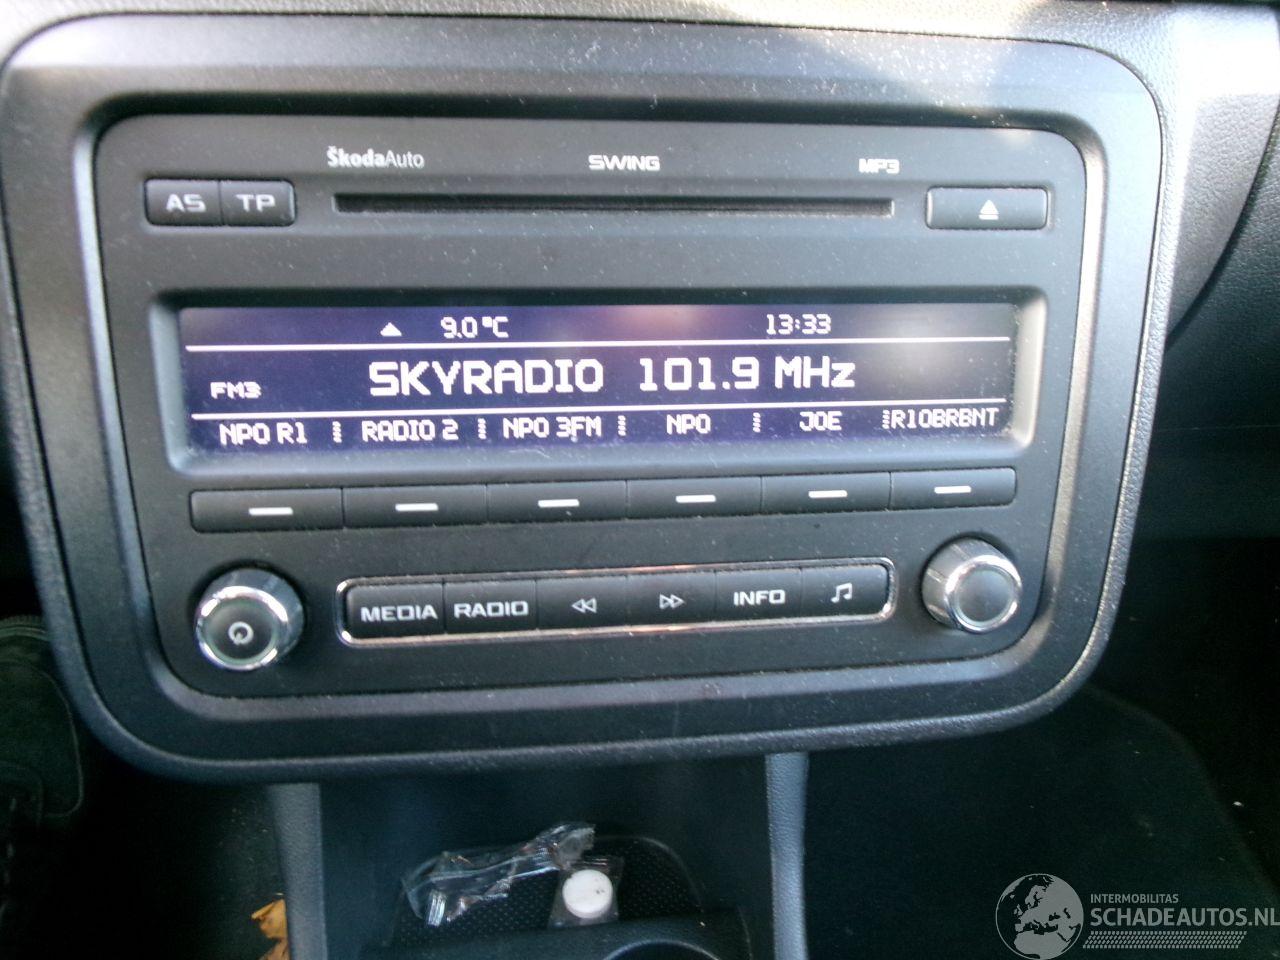 ŠkodaAuto SWING MP3
AS TP
9.0 °C 13:33
FM3 SKYRADIO 101.9 MHz
NPO R1 RADIO 2 NPO 3FM NPO JOE R10BRBNT
MEDIA RADIO INFO
INTERMOBILITAS
SCHADEAUTOS.NL